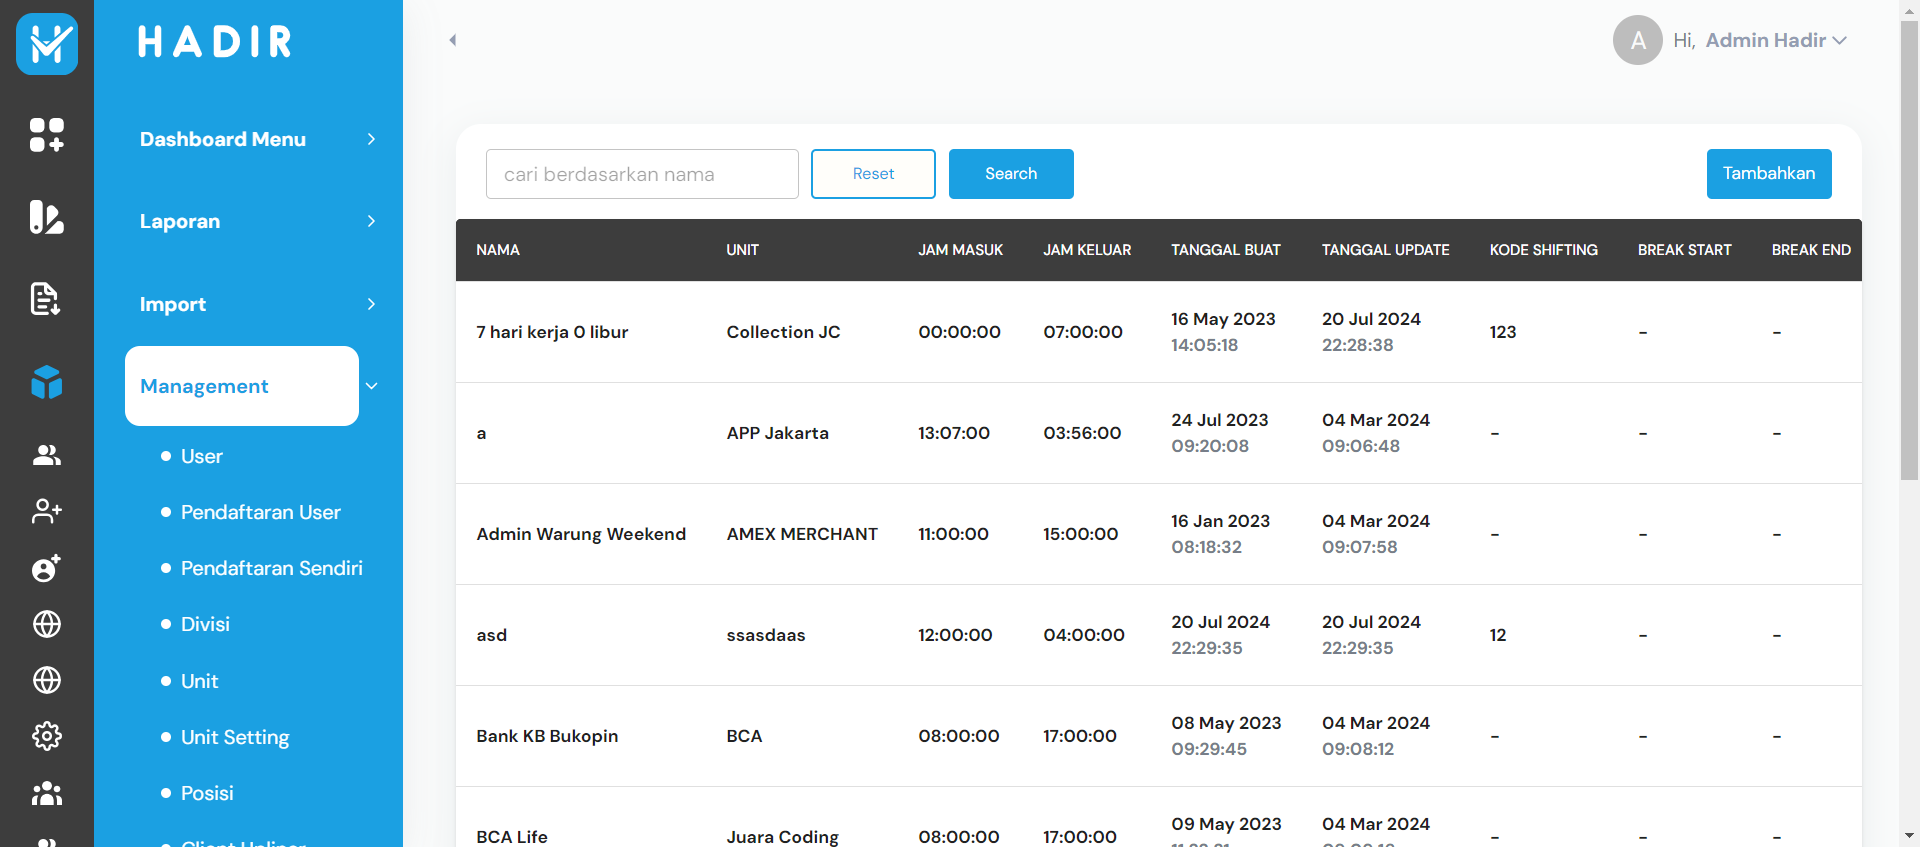 HADIR
Hi, Admin Hadir
A
Dashboard Menu
Laporan
Import
Management
User
Pendaftaran User
Pendaftaran Sendiri
Divisi
Unit
Unit Setting
Posisi
cari berdasarkan nama
Reset
Search
Tambahkan
NAMA UNIT JAM MASUK JAM KELUAR TANGGAL BUAT TANGGAL UPDATE KODE SHIFTING BREAK START BREAK END
7 hari kerja 0 libur Collection JC 00:00:00 07:00:00 16 May 2023 20 Jul 2024 123 - -
14:05:18 22:28:38
a APP Jakarta 13:07:00 03:56:00 24 Jul 2023 04 Mar 2024 - - -
09:20:08 09:06:48
Admin Warung Weekend AMEX MERCHANT 11:00:00 15:00:00 16 Jan 2023 04 Mar 2024 - - -
08:18:32 09:07:58
asd ssasdaas 12:00:00 04:00:00 20 Jul 2024 20 Jul 2024 12 - -
22:29:35 22:29:35
Bank KB Bukopin BCA 08:00:00 17:00:00 08 May 2023 04 Mar 2024 - - -
09:29:45 09:08:12
BCA Life Juara Coding 08:00:00 17:00:00 09 May 2023 04 Mar 2024 - - -